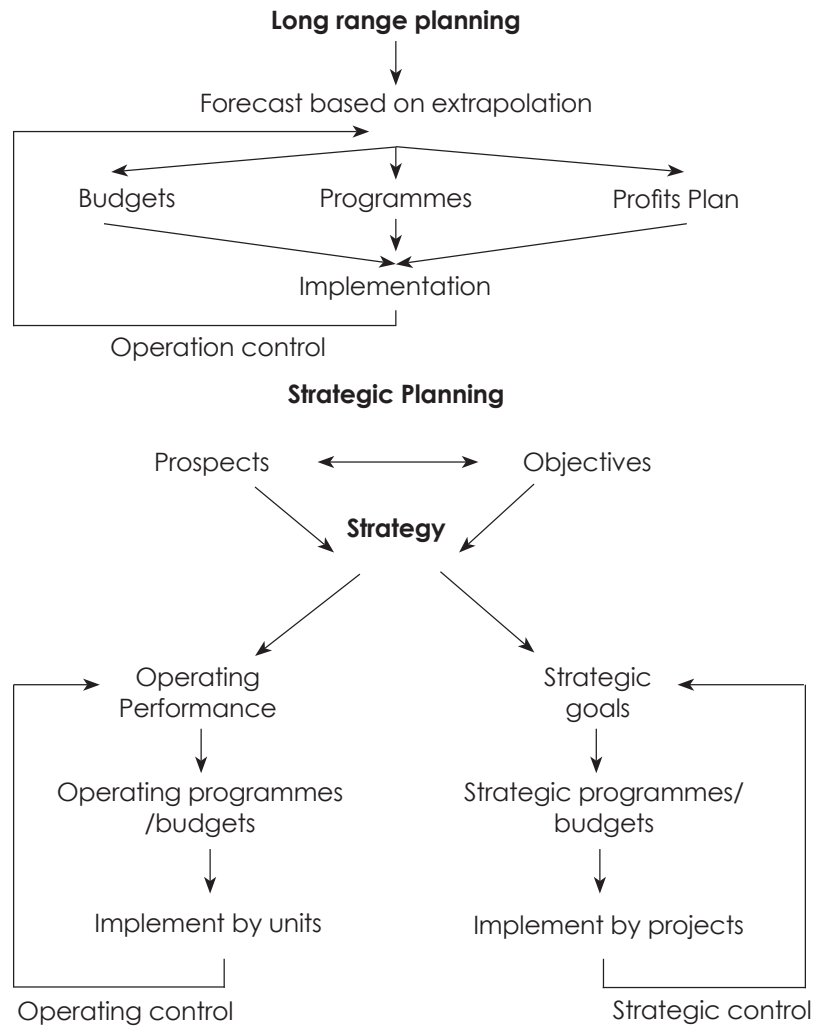 Long range planning
Forecast based on extrapolation
Budgets
Programmes
Profits Plan
Implementation
Operation control
Strategic Planning
Prospects
Objectives
Strategy
Operating
Performance
Strategic
goals
Operating programmes
/budgets
Strategic programmes/
budgets
Implement by units
Implement by projects
Operating control
Strategic control